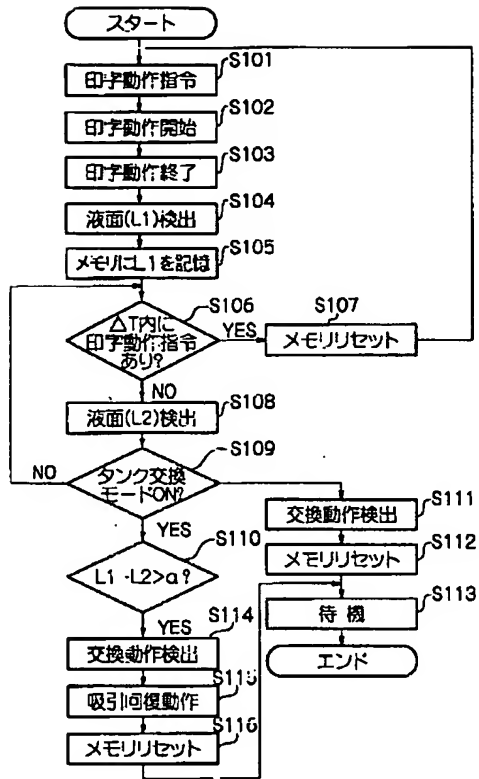 スタート
S101
印字動作指令
S102
印字動作開始
S103
印字動作終了
S104
液面(L1)検出
S105
メモリにL1を記憶
S106
△T内に
印字動作指令
あり?
YES
S107
メモリリセット
NO
S108
液面(L2)検出
S109
NO
タンク交換
モードON?
YES
S110
L1 -L2>α?
YES
S111
交換動作検出
S112
メモリリセット
S113
待 機
エンド
S114
交換動作検出
S115
吸引回復動作
S116
メモリリセット